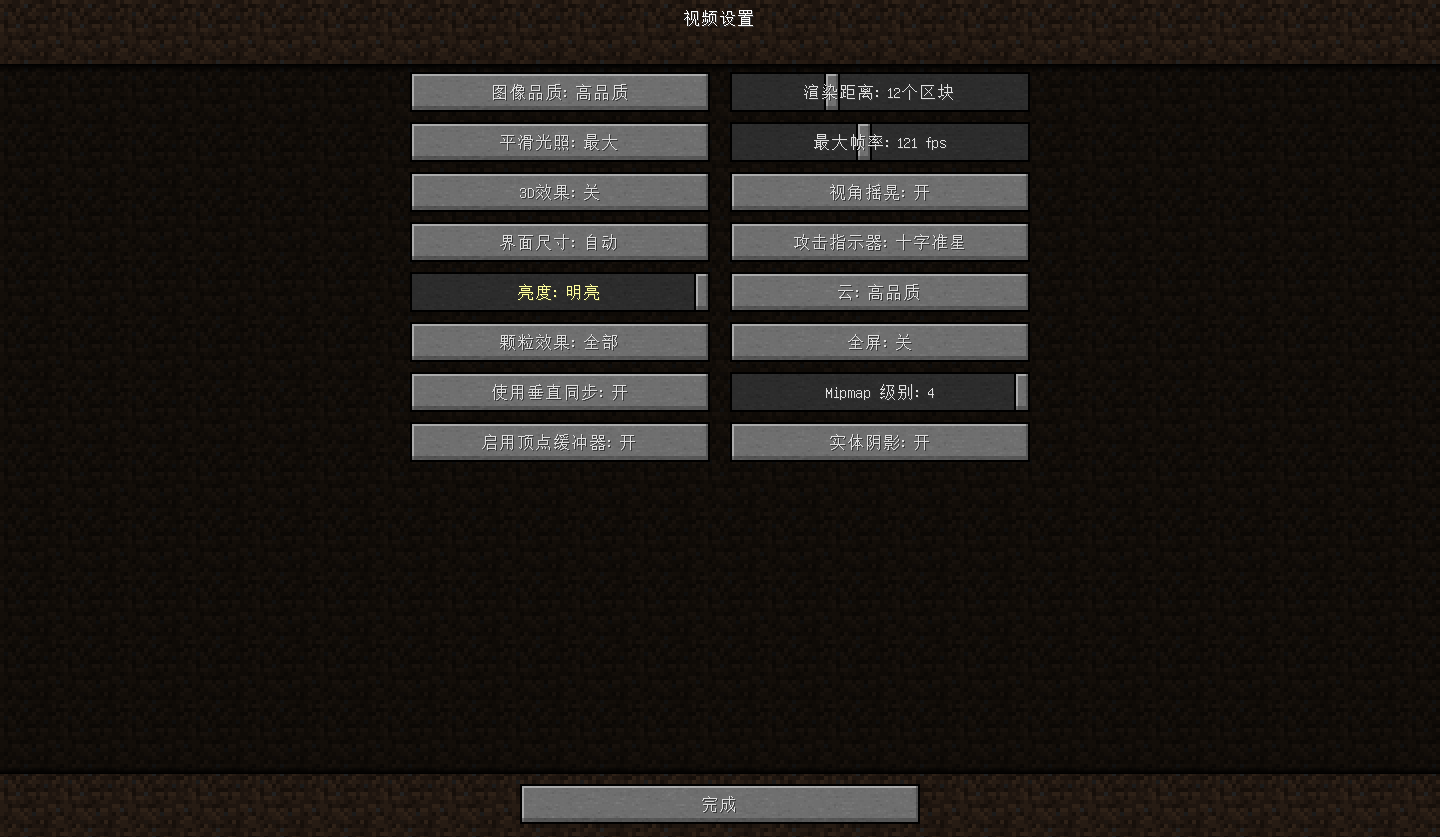 视频设置
图像品质: 高品质
渲染距离: 12个区块
平滑光照: 最大
最大帧率: 121 fps
3D效果: 关
视角摇晃: 开
界面尺寸: 自动
攻击指示器: 十字准星
亮度: 明亮
云: 高品质
颗粒效果: 全部
全屏: 关
使用垂直同步: 开
Mipmap 级别: 4
启用顶点缓冲器: 开
实体阴影: 开
完成